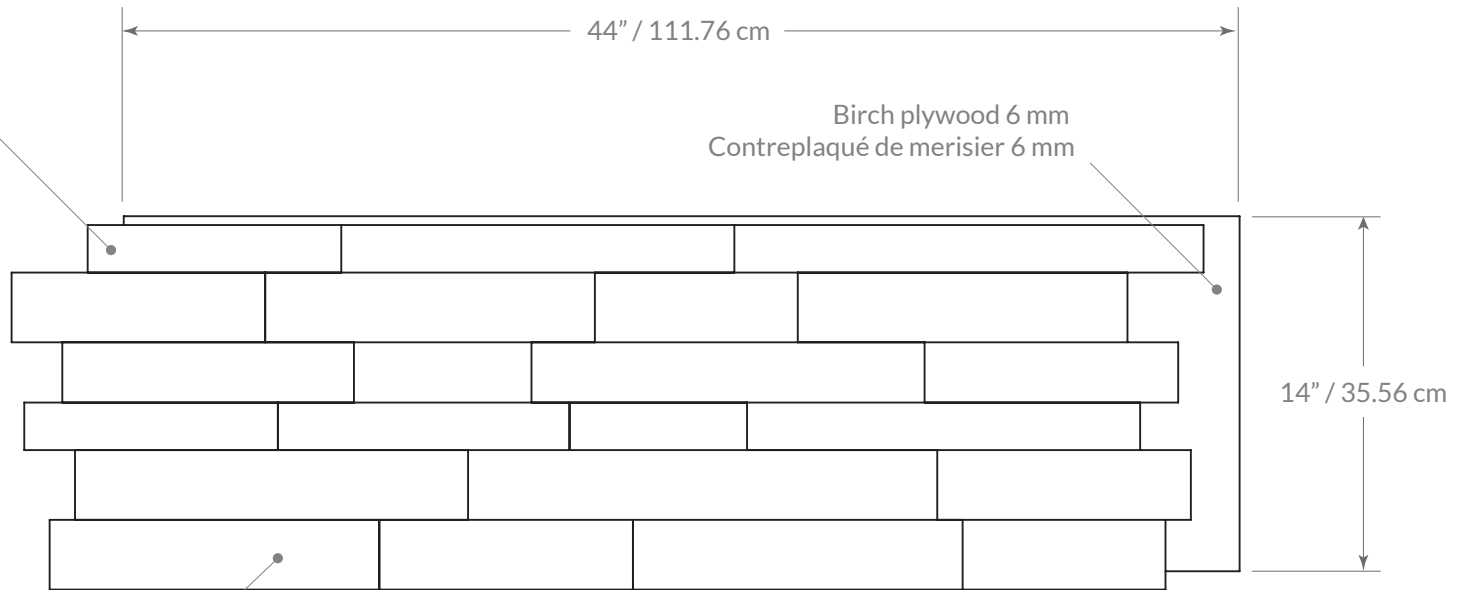 44” / 111.76 cm
Birch plywood 6 mm
Contreplaqué de merisier 6 mm
14” / 35.56 cm